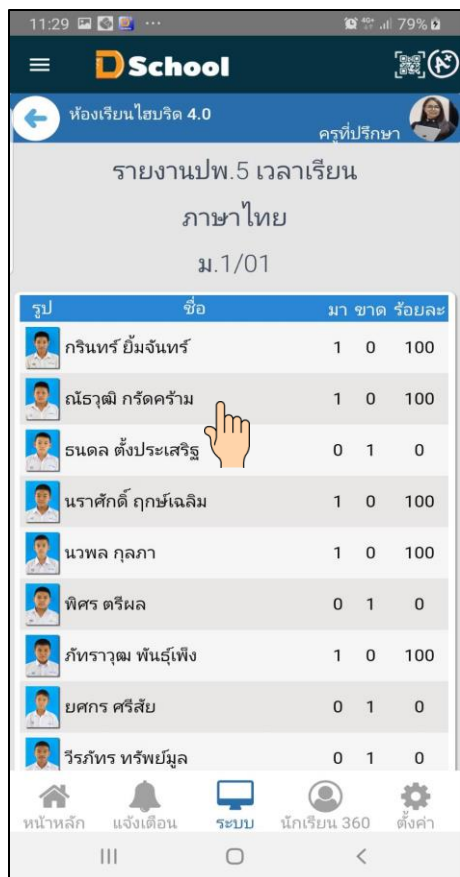 11:29 ... 79%
D School
ห้องเรียนไฮบริด 4.0
ครูที่ปรึกษา
รายงานปพ.5 เวลาเรียน
ภาษาไทย
ม.1/01
รูป ชื่อ มา ขาด ร้อยละ
กรินทร์ ยิ้มจันทร์ 1 0 100
ณัธวุฒิ กรัดคร้าม 1 0 100
ธนดล ตั้งประเสริฐ 0 1 0
นราศักดิ์ ฤกษ์เฉลิม 1 0 100
นวพล กุลภา 1 0 100
พิศร ตรีผล 0 1 0
ภัทราวุฒ พันธุ์เพ็ง 1 0 100
ยศกร ศรีสัย 0 1 0
วีรภัทร ทรัพย์มูล 0 1 0
หน้าหลัก แจ้งเตือน ระบบ นักเรียน 360 ตั้งค่า